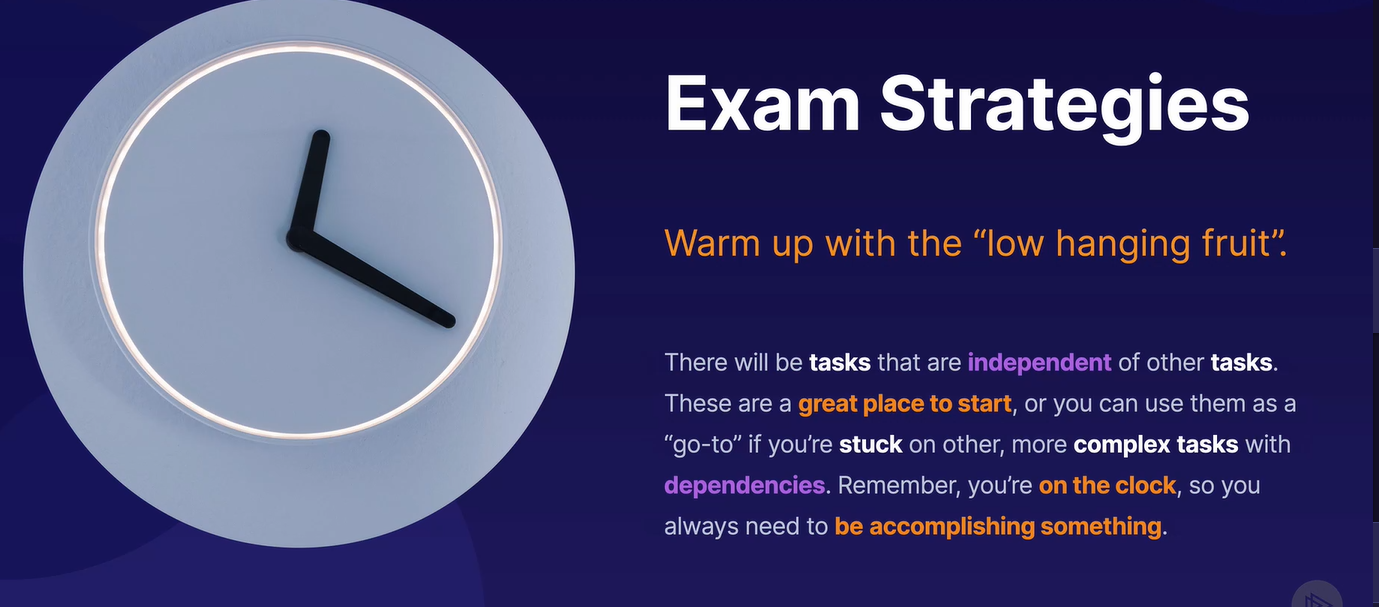 Exam Strategies
Warm up with the “low hanging fruit”.
There will be tasks that are independent of other tasks.
These are a great place to start, or you can use them as a
“go-to” if you’re stuck on other, more complex tasks with
dependencies. Remember, you’re on the clock, so you
always need to be accomplishing something.